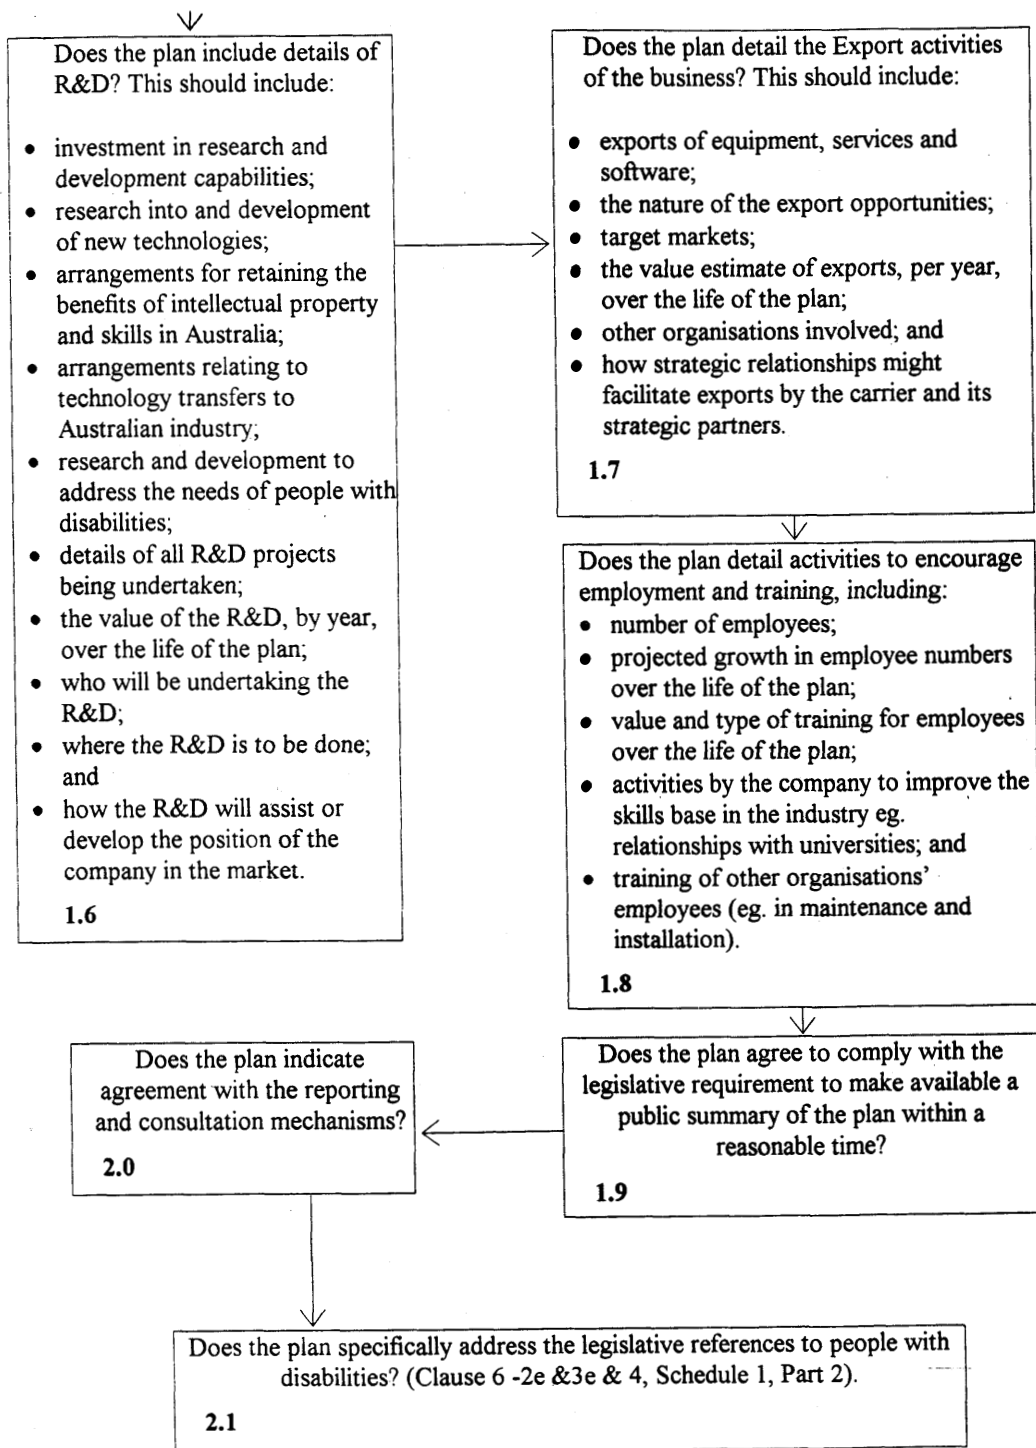 Does the plan include details of
R&D? This should include:
• investment in research and
development capabilities;
• research into and development
of new technologies;
• arrangements for retaining the
benefits of intellectual property
and skills in Australia;
• arrangements relating to
technology transfers to
Australian industry;
• research and development to
address the needs of people with
disabilities;
• details of all R&D projects
being undertaken;
• the value of the R&D, by year,
over the life of the plan;
• who will be undertaking the
R&D;
• where the R&D is to be done;
and
• how the R&D will assist or
develop the position of the
company in the market.
1.6
Does the plan detail the Export activities
of the business? This should include:
• exports of equipment, services and
software;
• the nature of the export opportunities;
• target markets;
• the value estimate of exports, per year,
over the life of the plan;
• other organisations involved; and
• how strategic relationships might
facilitate exports by the carrier and its
strategic partners.
1.7
Does the plan detail activities to encourage
employment and training, including:
• number of employees;
• projected growth in employee numbers
over the life of the plan;
• value and type of training for employees
over the life of the plan;
• activities by the company to improve the
skills base in the industry eg.
relationships with universities; and
• training of other organisations'
employees (eg. in maintenance and
installation).
1.8
Does the plan agree to comply with the
legislative requirement to make available a
public summary of the plan within a
reasonable time?
1.9
Does the plan indicate
agreement with the reporting
and consultation mechanisms?
2.0
Does the plan specifically address the legislative references to people with
disabilities? (Clause 6 -2e &3e & 4, Schedule 1, Part 2).
2.1